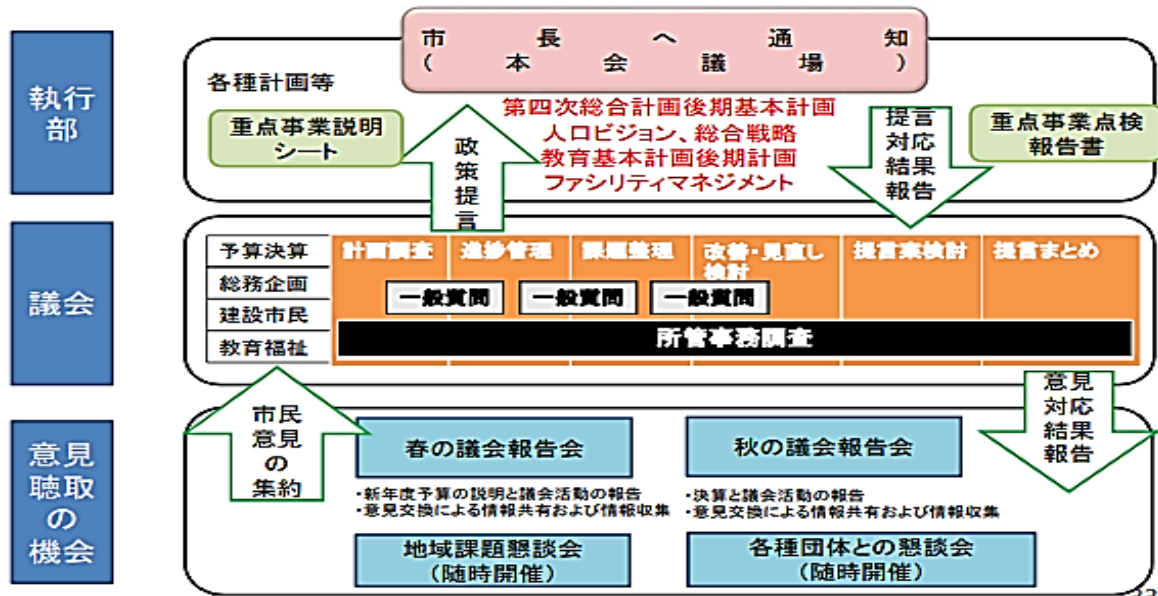 執行
部
市長へ通知
(本会議場)
各種計画等
重点事業説明
シート
政策提言
第四次総合計画後期基本計画
人口ビジョン、総合戦略
教育基本計画後期計画
ファシリティマネジメント
提言
対応
結果
報告
重点事業点検
報告書
議会
予算決算
総務企画
建設市民
教育福祉
計画調査
進捗管理
課題整理
改善・見直し
検討
提言案検討
提言まとめ
一般質問
一般質問
一般質問
所管事務調査
意見
聴取
の
機会
市民
意見
の
集約
春の議会報告会
・新年度予算の説明と議会活動の報告
・意見交換による情報共有および情報収集
秋の議会報告会
・決算と議会活動の報告
・意見交換による情報共有および情報収集
地域課題懇談会
(随時開催)
各種団体との懇談会
(随時開催)
意見
対応
結果
報告